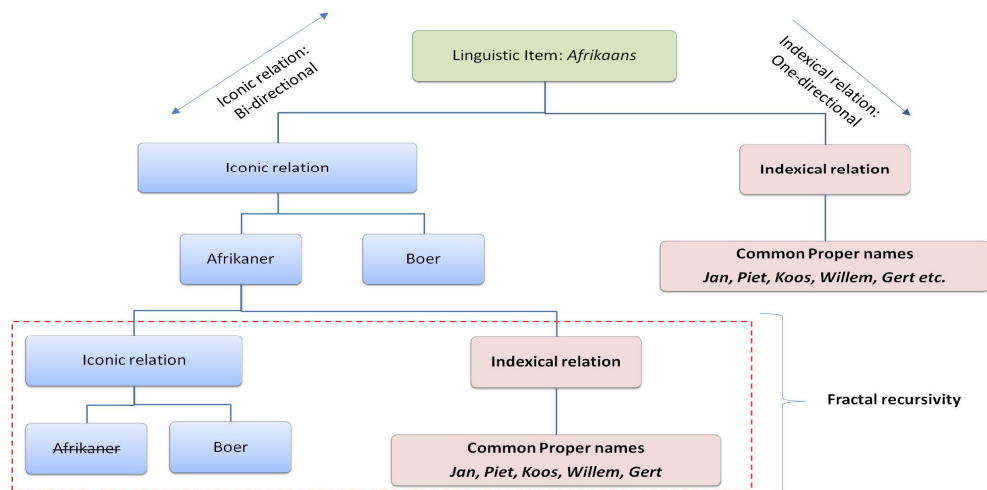 Linguistic Item: Afrikaans
Iconic relation:
Bi-directional
Indexical relation:
One-directional
Iconic relation
Indexical relation
Afrikaner
Boer
Common Proper names
Jan, Piet, Koos, Willem, Gert etc.
Iconic relation
Indexical relation
Fractal recursivity
Afrikaner
Boer
Common Proper names
Jan, Piet, Koos, Willem, Gert